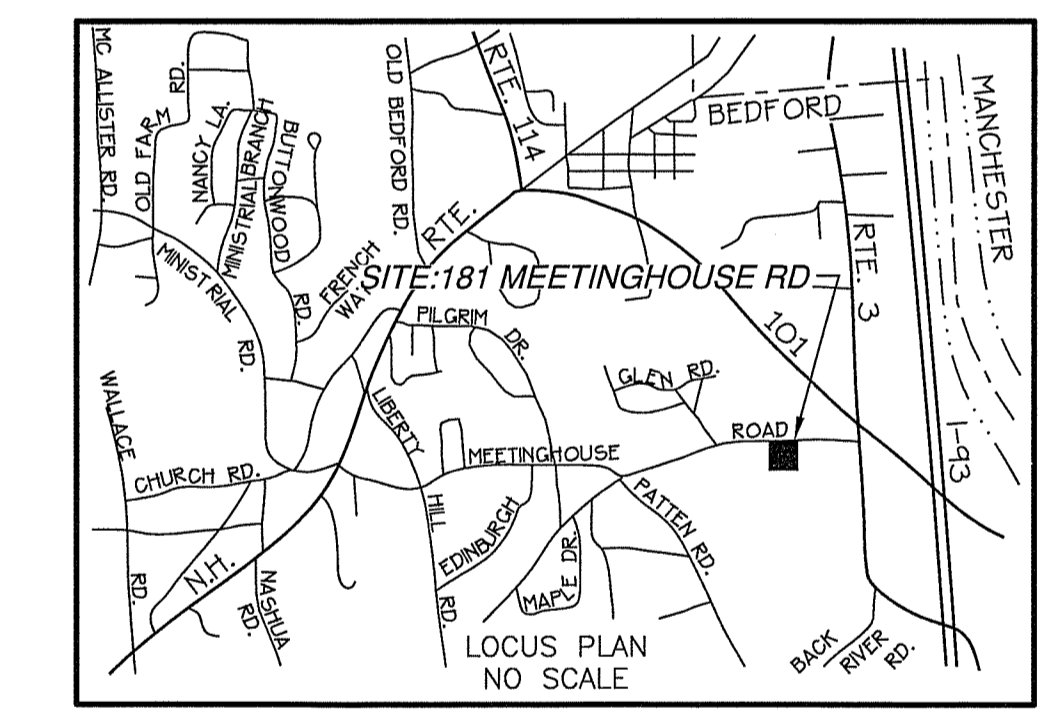 MC ALLISTER RD.
OLD FARM RD.
NANCY LA.
MINISTRIAL BRANCH
BUTTONWOOD RD.
OLD BEDFORD RD.
RTE. 114
BEDFORD
MANCHESTER
MINISTRIAL RD.
FRENCH
WAY
RTE.
SITE:181 MEETINGHOUSE RD
RTE. 3
101
PILGRIM DR.
GLEN RD.
WALLACE RD.
LIBERTY HILL RD.
CHURCH RD.
MEETINGHOUSE ROAD
I-93
N.H.
NASHUA RD.
EDINBURGH
MAPLE DR.
PATTEN RD.
BACK RIVER RD.
LOCUS PLAN
NO SCALE